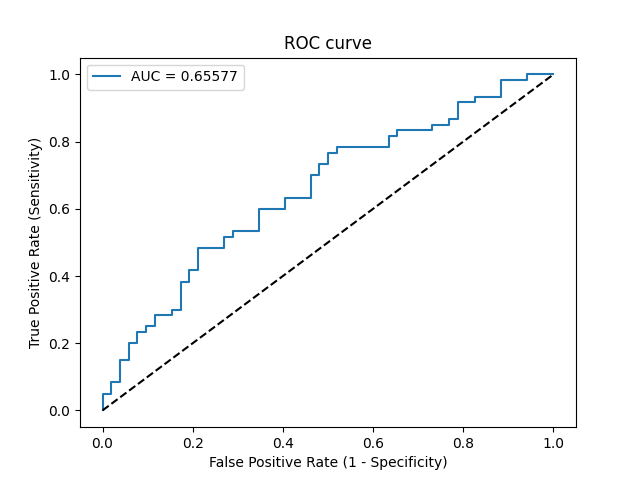 ROC curve
AUC = 0.65577
1.0
0.8
0.6
0.4
0.2
0.0
True Positive Rate (Sensitivity)
0.0 0.2 0.4 0.6 0.8 1.0
False Positive Rate (1 - Specificity)